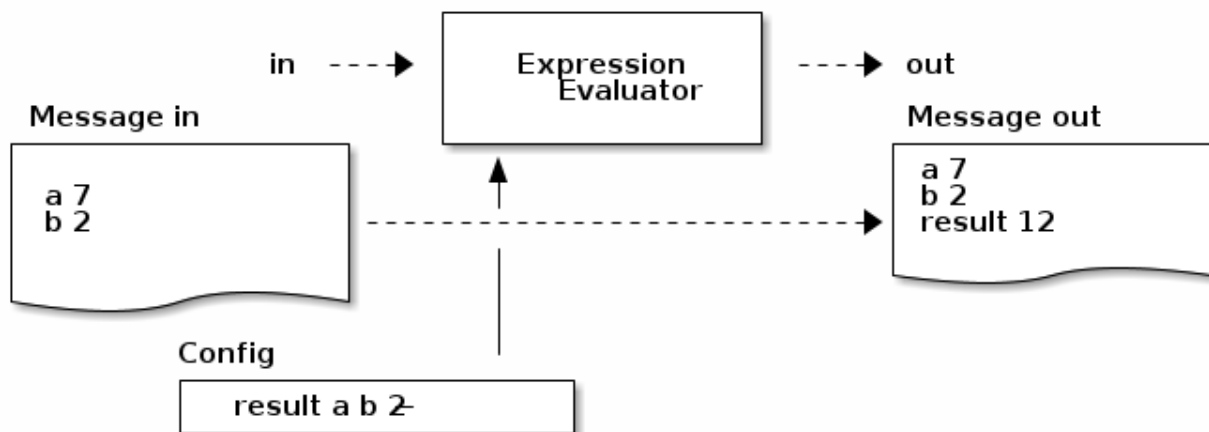 in
Expression
Evaluator
out
Message in
Message out
a 7
b 2
a 7
b 2
result 12
Config
result a b 2